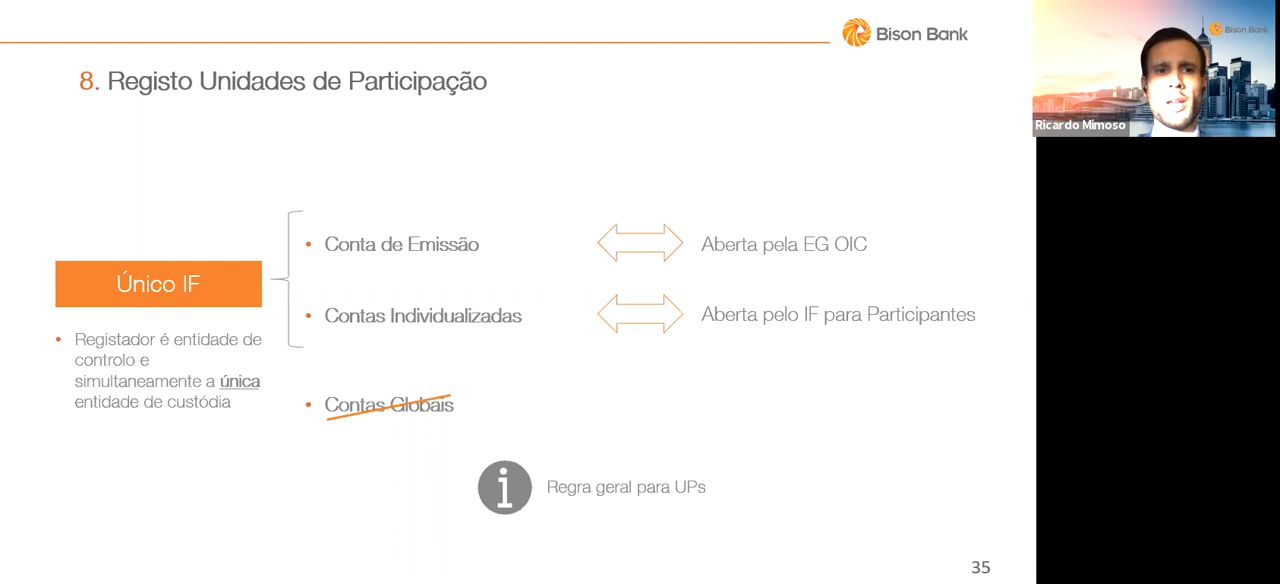 Bison Bank
8. Registo Unidades de Participação
Bison Bank
Ricardo Mimoso
Conta de Emissão
Aberta pela EG OIC
Único IF
Contas Individualizadas
Aberta pelo IF para Participantes
Registador é entidade de
controlo e
simultaneamente a única
entidade de custódia
Contas Globais
i
Regra geral para UPs
35